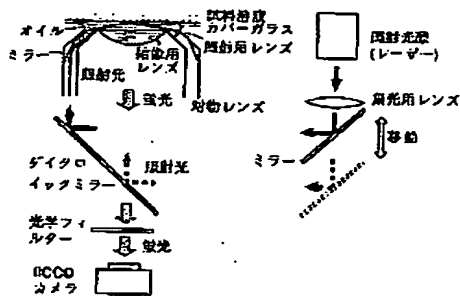 オイル
試料溶液
カバーガラス
ミラー
結像用
レンズ
照射用レンズ
照射光
対物レンズ
蛍光
照射光源
(レーザー)
集光用レンズ
ミラー
移動
ダイクロ
イックミラー
照射光
光学フィ
ルター
蛍光
カメラ